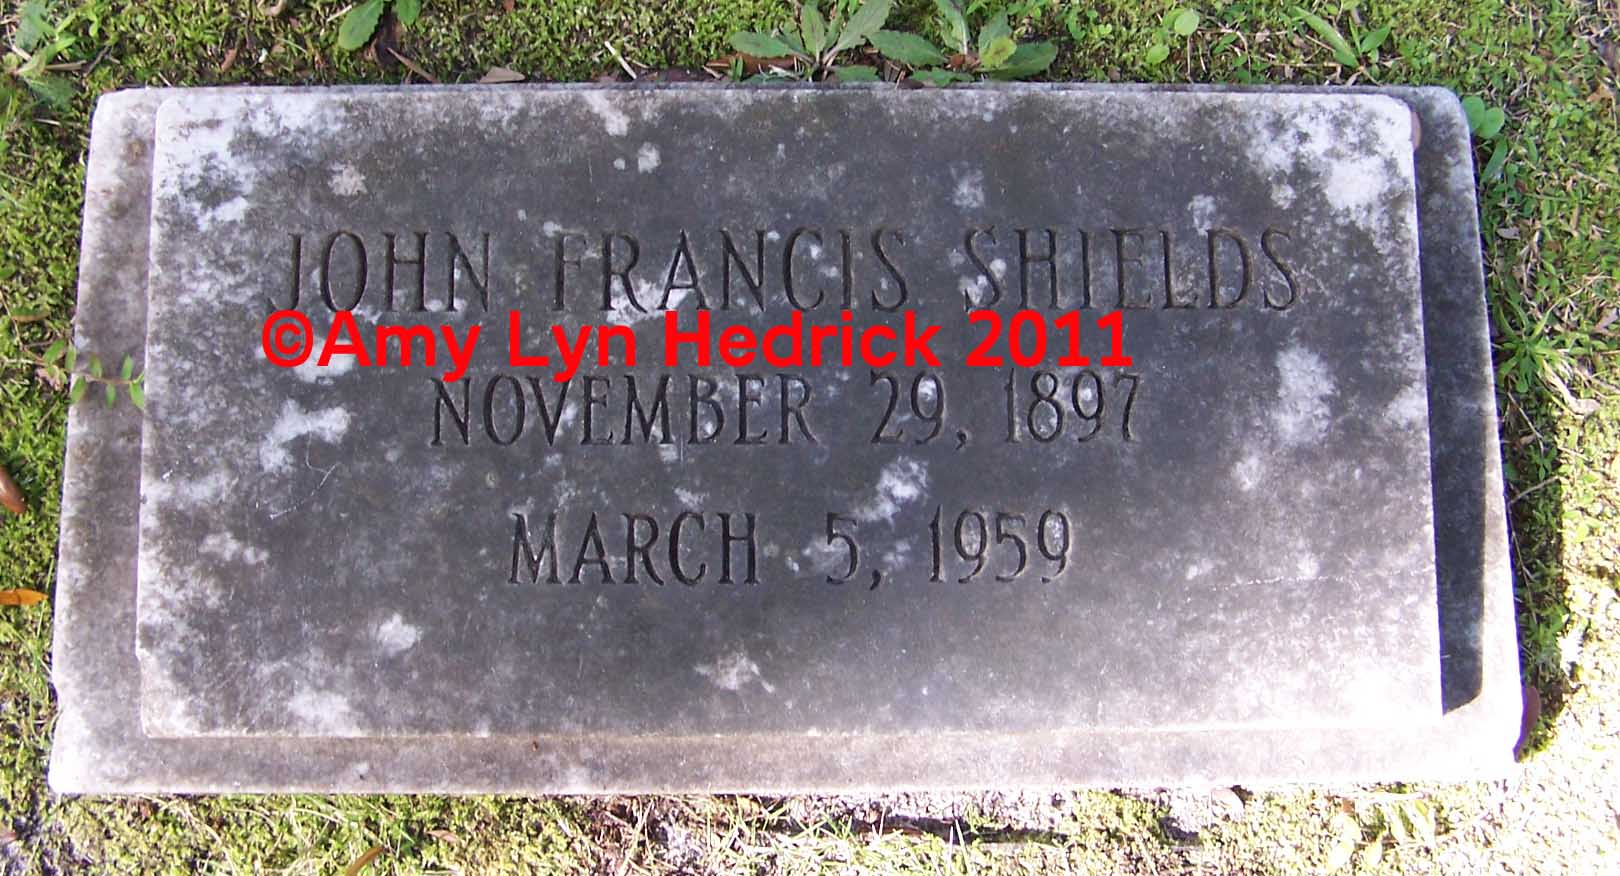 JOHN FRANCIS SHIELDS
©Amy Lyn Hedrick 2011
NOVEMBER 29, 1897
MARCH 5, 1959